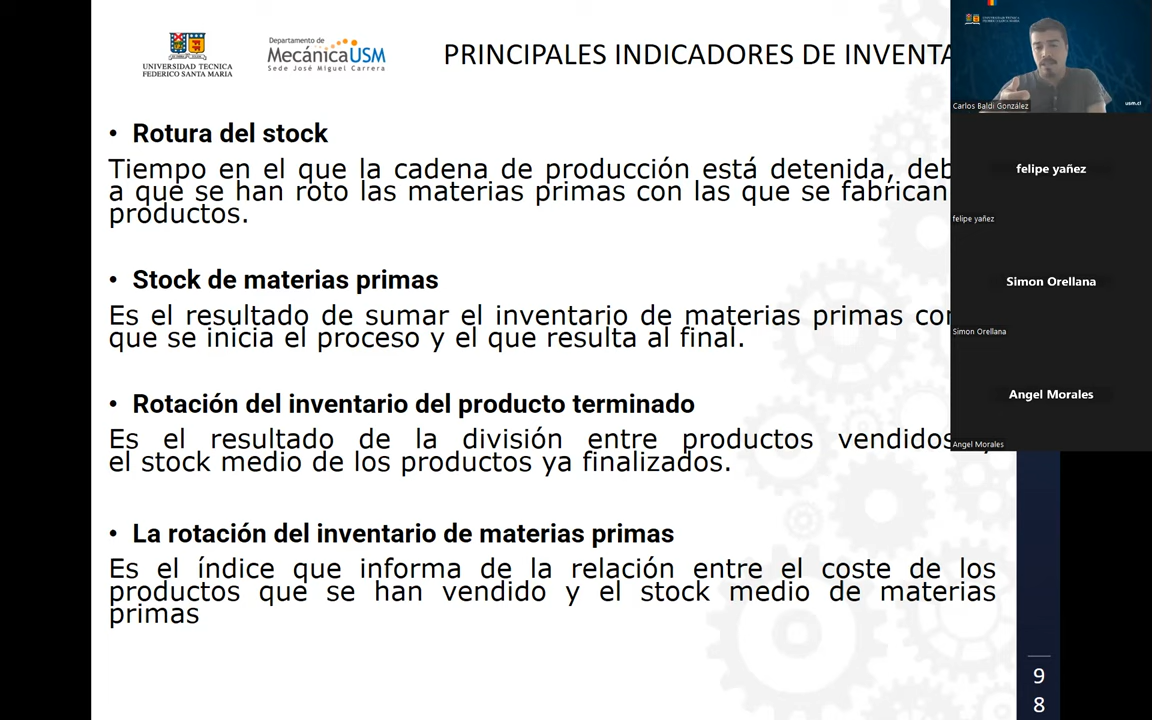 UNIVERSIDAD TECNICA
FEDERICO SANTA MARIA
Departamento de
MecánicaUSM
Sede José Miguel Carrera
PRINCIPALES INDICADORES DE INVENTA
• Rotura del stock
Tiempo en el que la cadena de producción está detenida, deb
a que se han roto las materias primas con las que se fabrican
productos.
• Stock de materias primas
Es el resultado de sumar el inventario de materias primas con
que se inicia el proceso y el que resulta al final.
• Rotación del inventario del producto terminado
Es el resultado de la división entre productos vendidos
el stock medio de los productos ya finalizados.
• La rotación del inventario de materias primas
Es el índice que informa de la relación entre el coste de los
productos que se han vendido y el stock medio de materias
primas
9
8
Carlos Baldi González
usm.cl
felipe yañez
felipe yañez
Simon Orellana
Simon Orellana
Angel Morales
Angel Morales